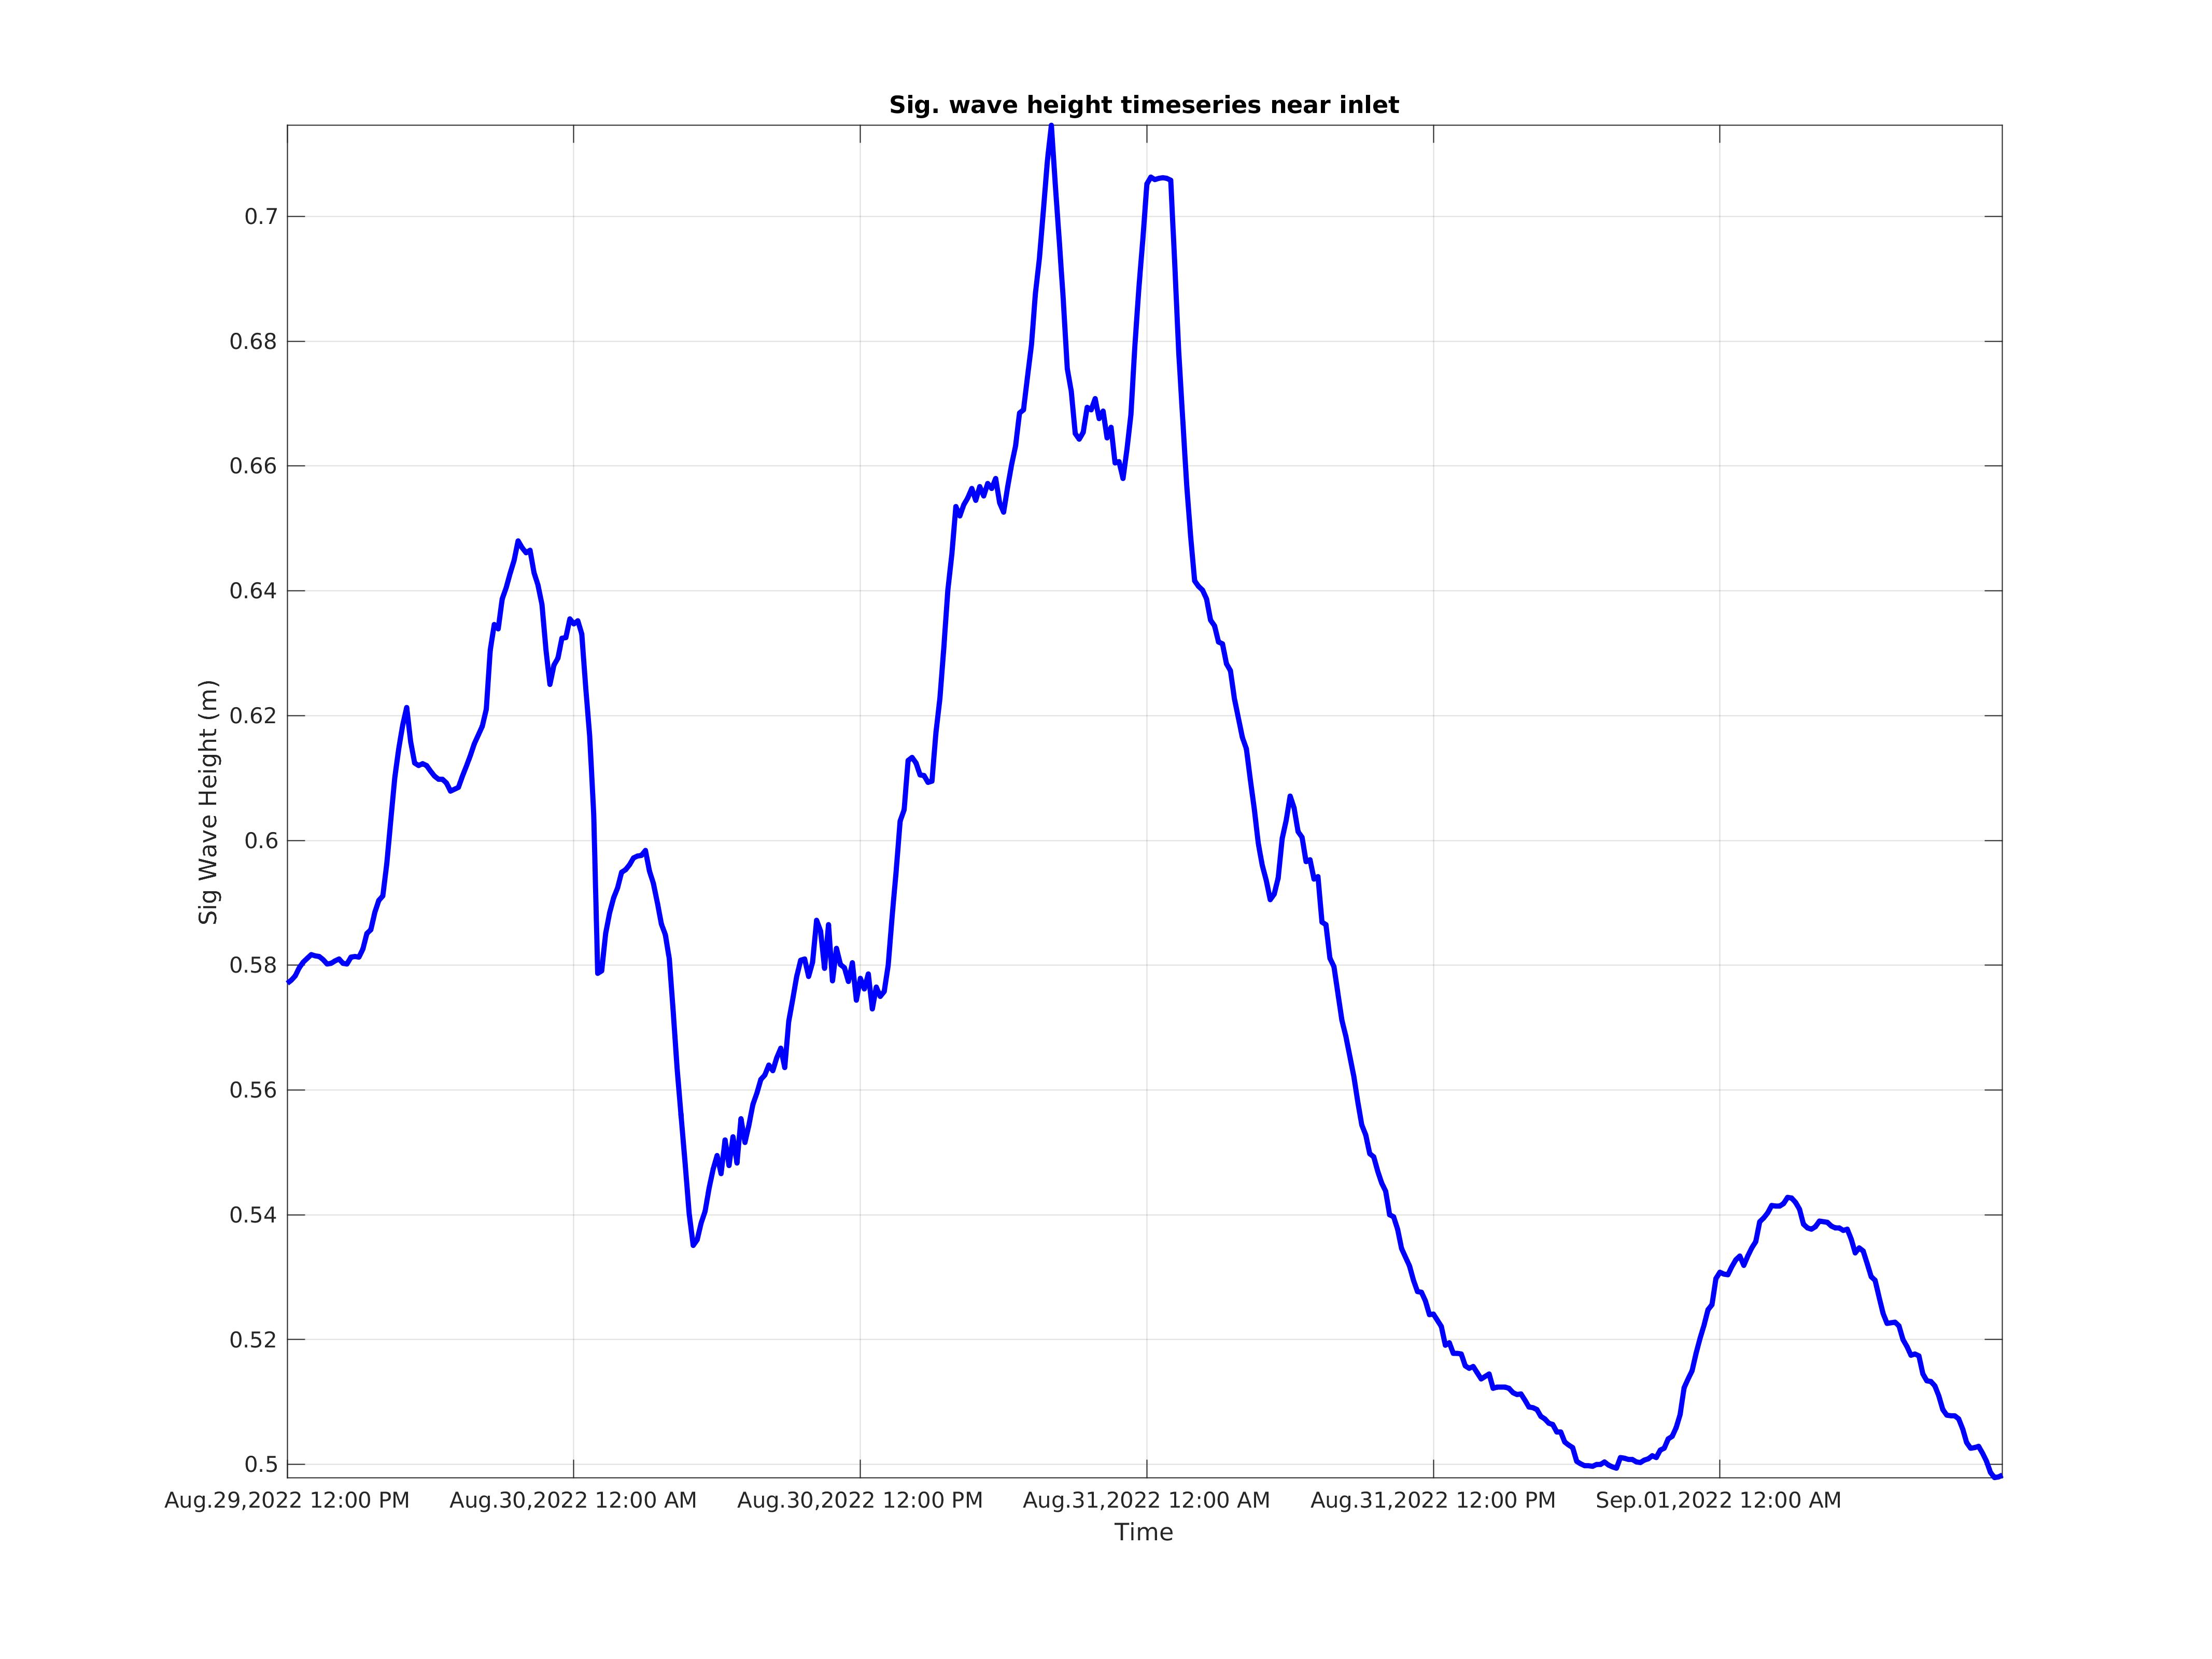 Sig. wave height timeseries near inlet
Sig Wave Height (m)
0.7
0.68
0.66
0.64
0.62
0.6
0.58
0.56
0.54
0.52
0.5
Aug.29,2022 12:00 PM
Aug.30,2022 12:00 AM
Aug.30,2022 12:00 PM
Aug.31,2022 12:00 AM
Aug.31,2022 12:00 PM
Sep.01,2022 12:00 AM
Time